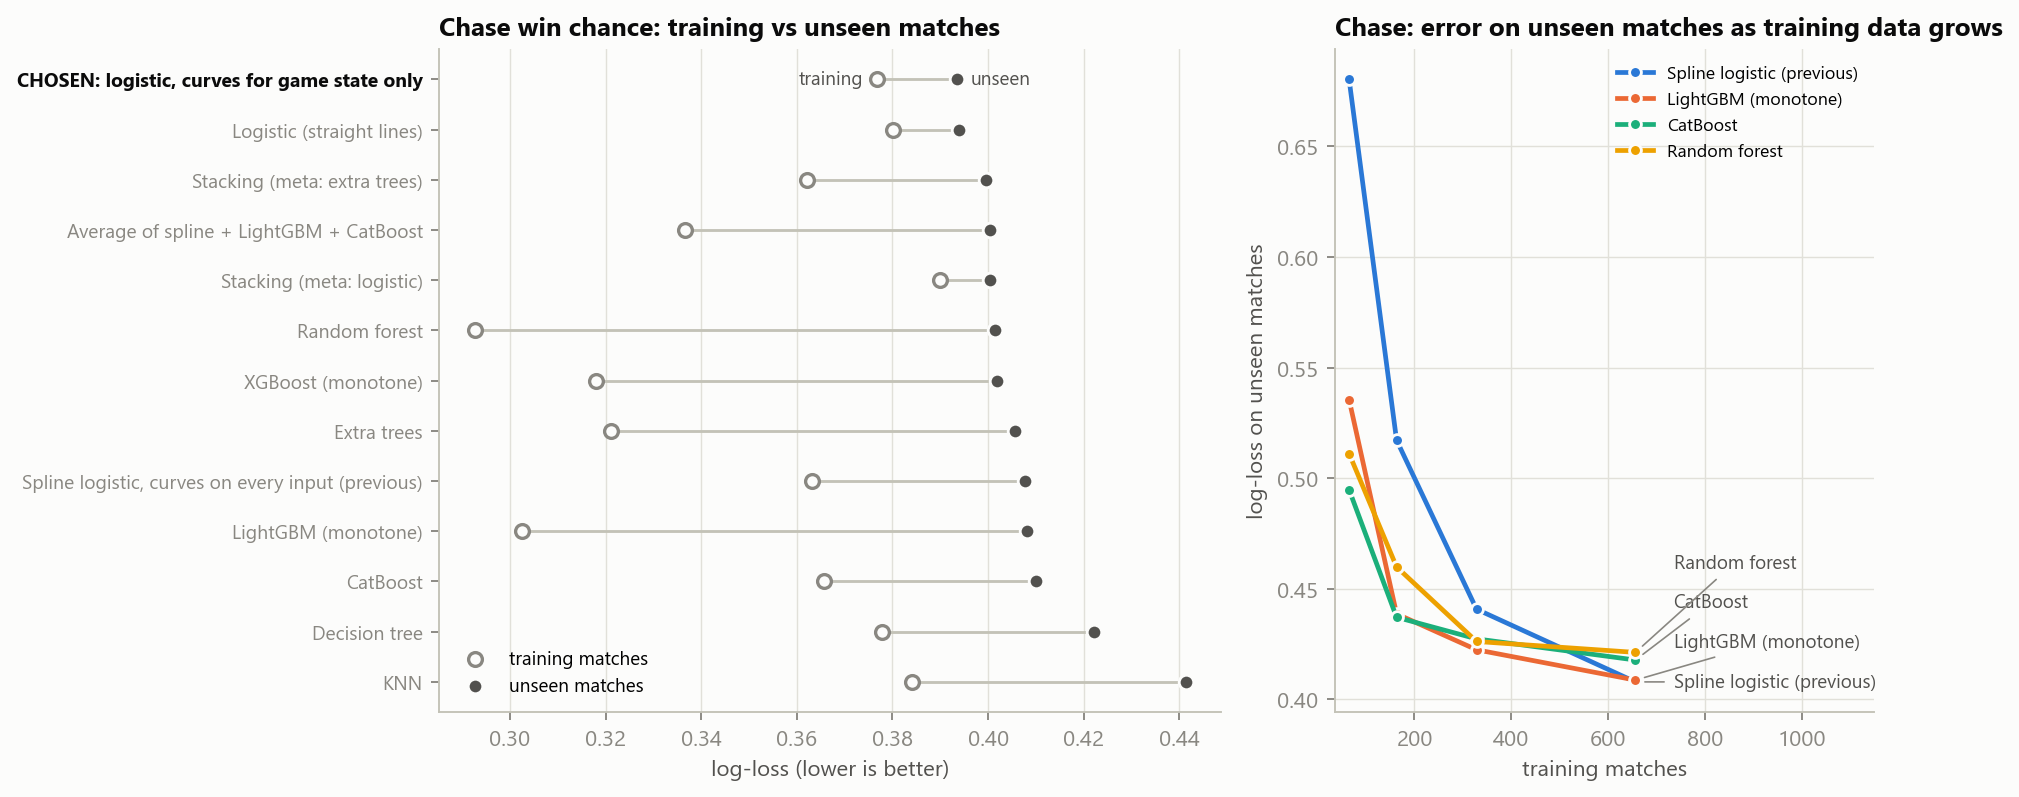 Chase win chance: training vs unseen matches
CHOSEN: logistic, curves for game state only
training
unseen
Logistic (straight lines)
Stacking (meta: extra trees)
Average of spline + LightGBM + CatBoost
Stacking (meta: logistic)
Random forest
XGBoost (monotone)
Extra trees
Spline logistic, curves on every input (previous)
LightGBM (monotone)
CatBoost
Decision tree
KNN
training matches
unseen matches
0.30 0.32 0.34 0.36 0.38 0.40 0.42 0.44
log-loss (lower is better)
Chase: error on unseen matches as training data grows
Spline logistic (previous)
LightGBM (monotone)
CatBoost
Random forest
log-loss on unseen matches
0.65
0.60
0.55
0.50
0.45
0.40
Random forest
CatBoost
LightGBM (monotone)
Spline logistic (previous)
200 400 600 800 1000
training matches